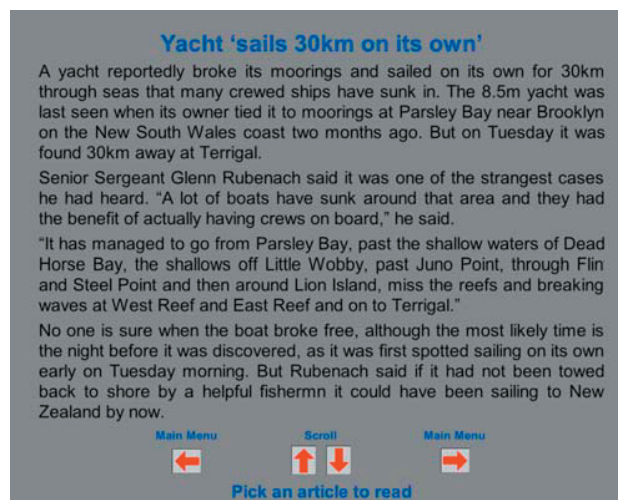 Yacht ‘sails 30km on its own’
A yacht reportedly broke its moorings and sailed on its own for 30km
through seas that many crewed ships have sunk in. The 8.5m yacht was
last seen when its owner tied it to moorings at Parsley Bay near Brooklyn
on the New South Wales coast two months ago. But on Tuesday it was
found 30km away at Terrigal.
Senior Sergeant Glenn Rubenach said it was one of the strangest cases
he had heard. “A lot of boats have sunk around that area and they had
the benefit of actually having crews on board,” he said.
“It has managed to go from Parsley Bay, past the shallow waters of Dead
Horse Bay, the shallows off Little Wobby, past Juno Point, through Flin
and Steel Point and then around Lion Island, miss the reefs and breaking
waves at West Reef and East Reef and on to Terrigal.”
No one is sure when the boat broke free, although the most likely time is
the night before it was discovered, as it was first spotted sailing on its own
early on Tuesday morning. But Rubenach said if it had not been towed
back to shore by a helpful fishermn it could have been sailing to New
Zealand by now.
Main Menu Scroll Main Menu
Pick an article to read